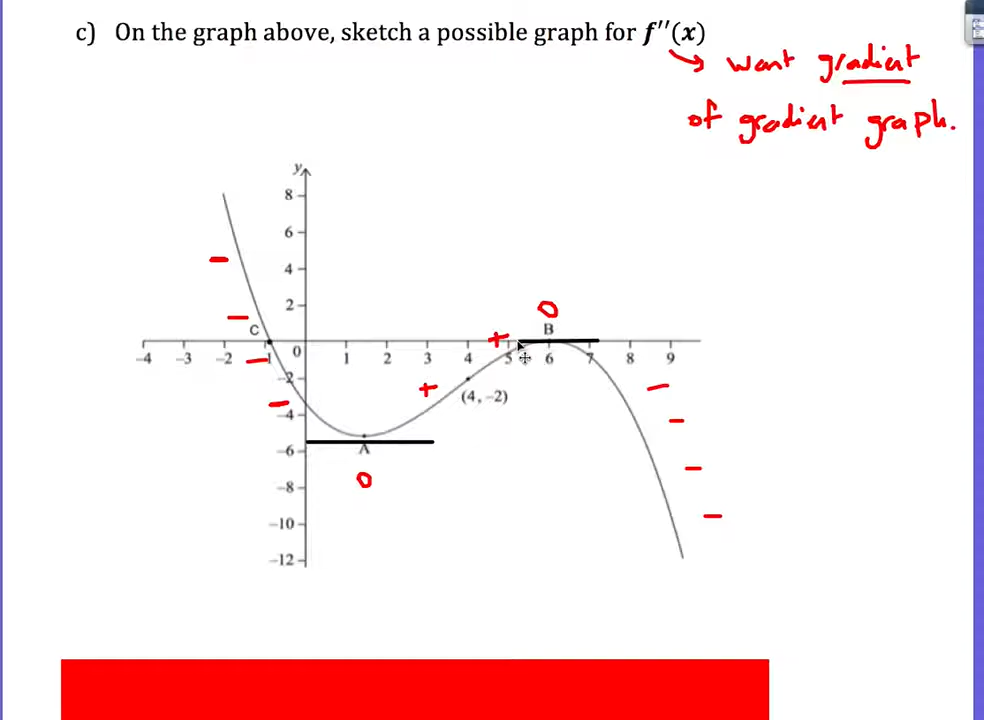 c) On the graph above, sketch a possible graph for f''(x)
→ want gradient
of gradient graph.
y
8
6
4
2
0
-2
-4
-6
-8
-10
-12
-4 -3 -2 -1 1 2 3 4 5 6 7 8 9
C
B
A
(4, −2)
− − − − 0 + + 0 − − − −